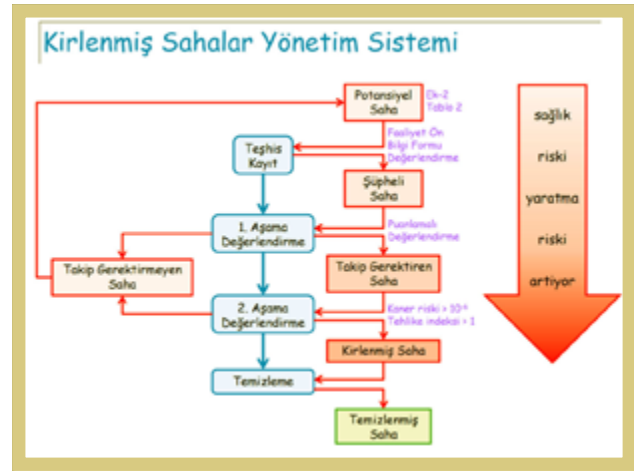 Kirlenmiş Sahalar Yönetim Sistemi
Potansiyel
Saha
Ek-2
Tablo 2
Faaliyet Ön
Bilgi Formu
Değerlendirme
Teşhis
Kayıt
Şüpheli
Saha
1. Aşama
Değerlendirme
Puanlamalı
Değerlendirme
Takip Gerektirmeyen
Saha
Takip Gerektiren
Saha
2. Aşama
Değerlendirme
Kaner riski > 10⁻⁶
Tehlike indeksi > 1
Kirlenmiş Saha
Temizleme
Temizlenmiş
Saha
sağlık
riski
yaratma
riski
artıyor